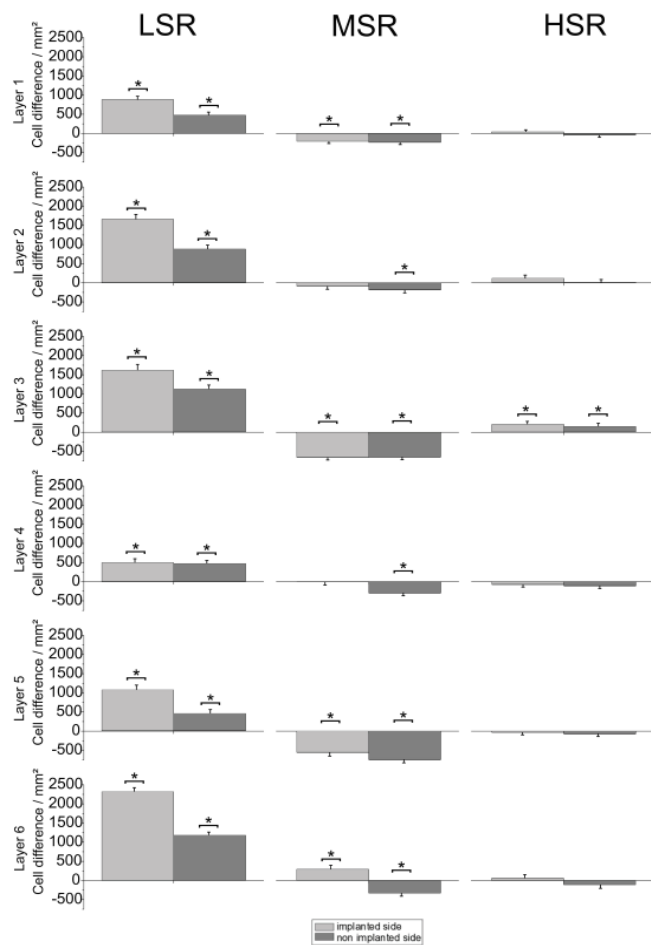 LSR MSR HSR
Layer 1
Cell difference / mm²
2500
2000
1500
1000
500
0
-500
* * * *
Layer 2
Cell difference / mm²
2500
2000
1500
1000
500
0
-500
* * *
Layer 3
Cell difference / mm²
2500
2000
1500
1000
500
0
-500
* * * * * *
Layer 4
Cell difference / mm²
2500
2000
1500
1000
500
0
-500
* * *
Layer 5
Cell difference / mm²
2500
2000
1500
1000
500
0
-500
* * * *
Layer 6
Cell difference / mm²
2500
2000
1500
1000
500
0
-500
* * * *
implanted side
non implanted side